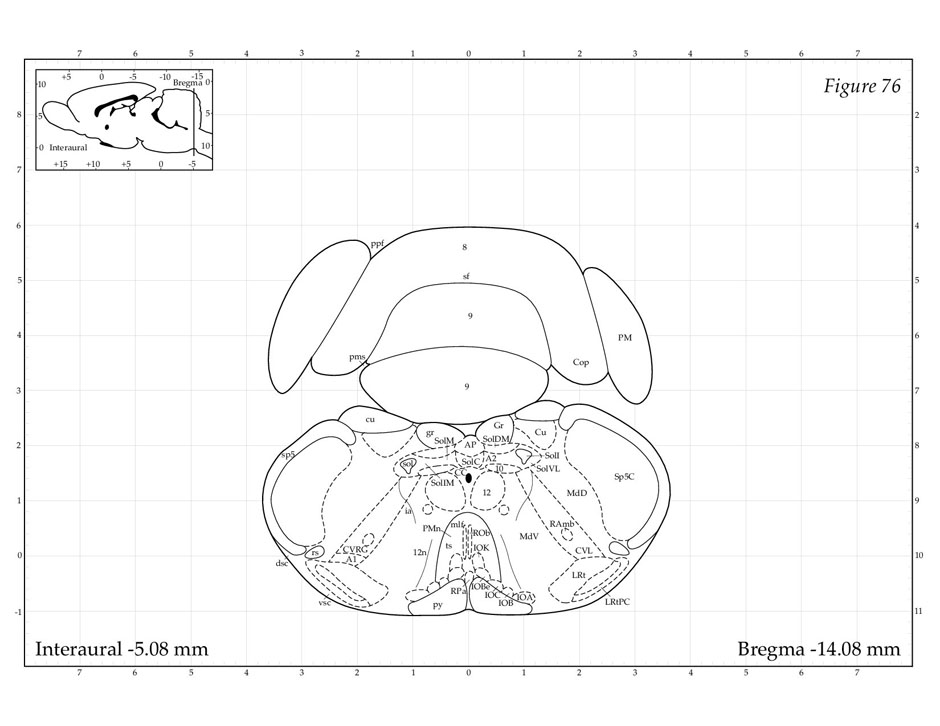 7 6 5 4 3 2 1 0 1 2 3 4 5 6 7
+5 0 -5 -10 -15
Bregma 0
10
5 5
0 Interaural 10
+15 +10 +5 0 -5
Figure 76
8 2
7 3
6 4
ppf
8
5 5
sf
9
4 PM 6
pms Cop
3 7
9
cu Gr
gr Cu
SolM SolDM
2 AP 8
sp5 SolI
sol SolC A2
CC 10 SolVL
Sp5C
SolIM
12 MdD
1 9
ia
PMn mlf ROb RAmb
MdV
ts IOK
CVRG 12n CVL
0 rs A1 10
dsc
LRt
RPa IOBe
IOC IOA
vsc py IOB LRtPC
-1 11
Interaural -5.08 mm Bregma -14.08 mm
7 6 5 4 3 2 1 0 1 2 3 4 5 6 7